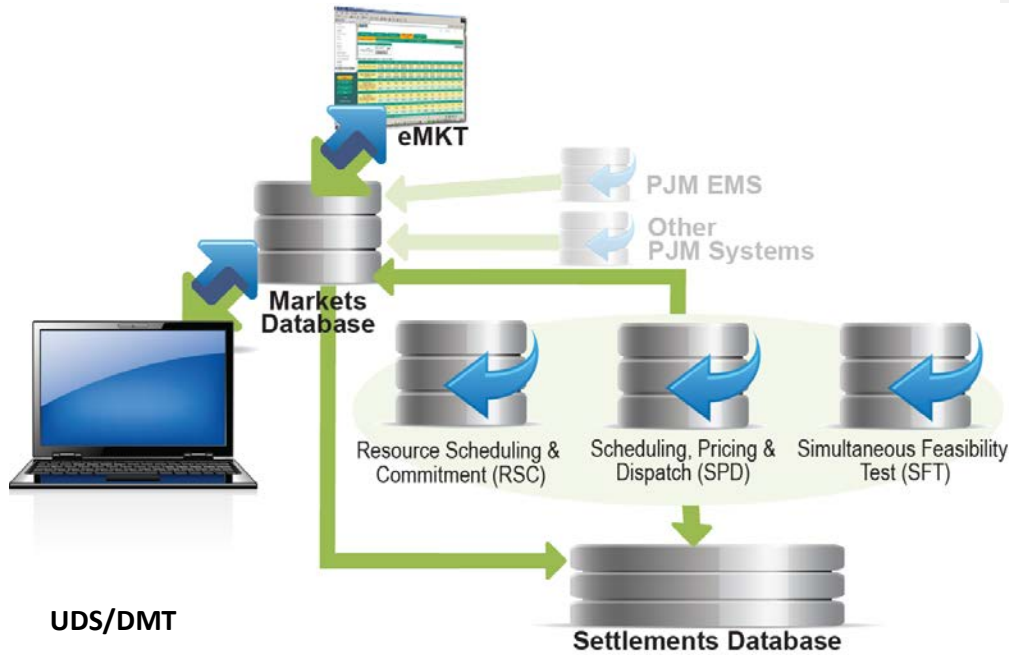 eMKT
PJM EMS
Other
PJM Systems
Markets
Database
Resource Scheduling &
Commitment (RSC)
Scheduling, Pricing &
Dispatch (SPD)
Simultaneous Feasibility
Test (SFT)
UDS/DMT
Settlements Database